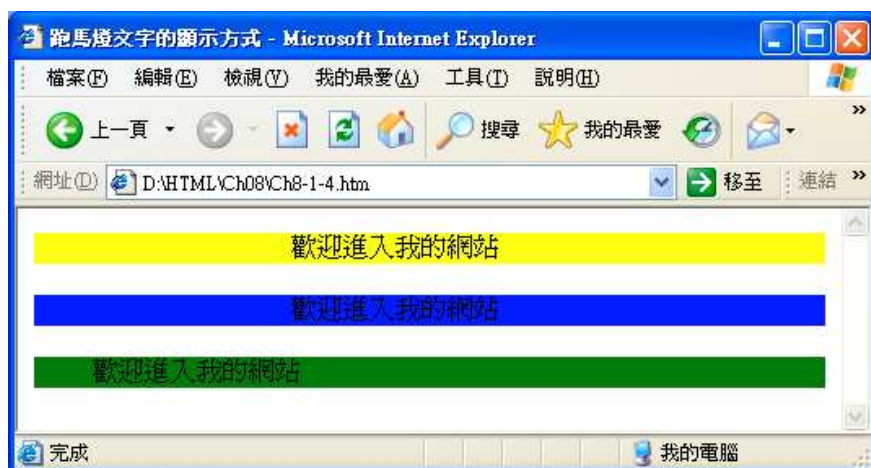 跑馬燈文字的顯示方式 - Microsoft Internet Explorer
檔案(F) 編輯(E) 檢視(V) 我的最愛(A) 工具(T) 說明(H)
上一頁 搜尋 我的最愛 »
網址(D) D:\HTML\Ch08\Ch8-1-4.htm 移至 連結 »
歡迎進入我的網站
歡迎進入我的網站
歡迎進入我的網站
完成 我的電腦